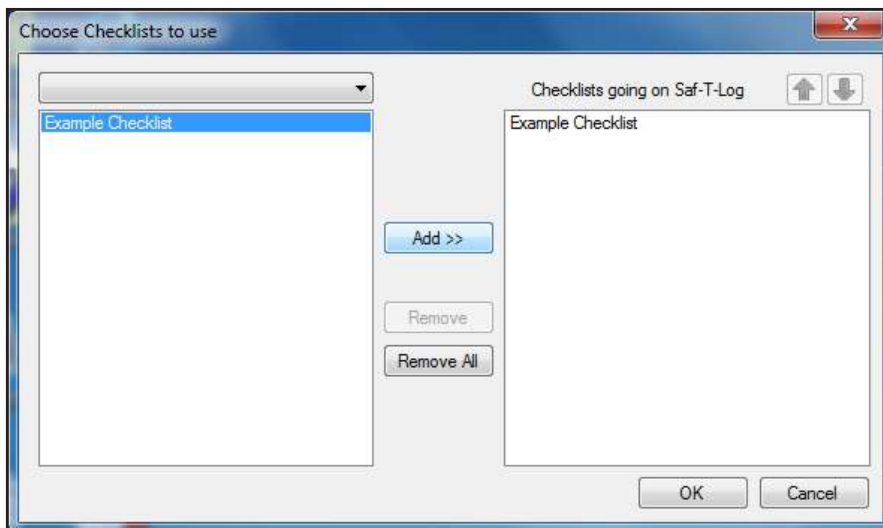 Choose Checklists to use
Checklists going on Saf-T-Log
Example Checklist
Example Checklist
Add >>
Remove
Remove All
OK
Cancel